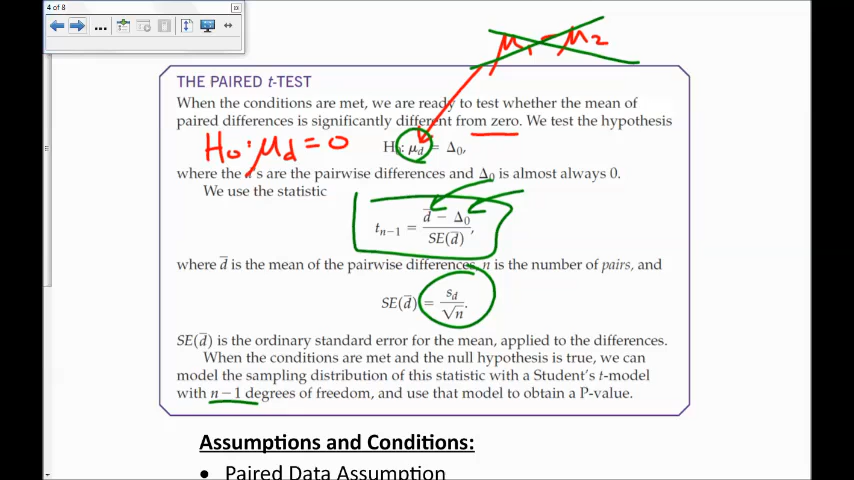 4 of 8
μ₁ - μ₂
THE PAIRED t-TEST
When the conditions are met, we are ready to test whether the mean of
paired differences is significantly different from zero. We test the hypothesis
H₀: μd = 0
H₀: μd = Δ₀,
where the d's are the pairwise differences and Δ₀ is almost always 0.
We use the statistic
tₙ₋₁ = (d̄ − Δ₀) / SE(d̄),
where d̄ is the mean of the pairwise differences, n is the number of pairs, and
SE(d̄) = sd / √n.
SE(d̄) is the ordinary standard error for the mean, applied to the differences.
When the conditions are met and the null hypothesis is true, we can
model the sampling distribution of this statistic with a Student's t-model
with n − 1 degrees of freedom, and use that model to obtain a P-value.
Assumptions and Conditions:
• Paired Data Assumption